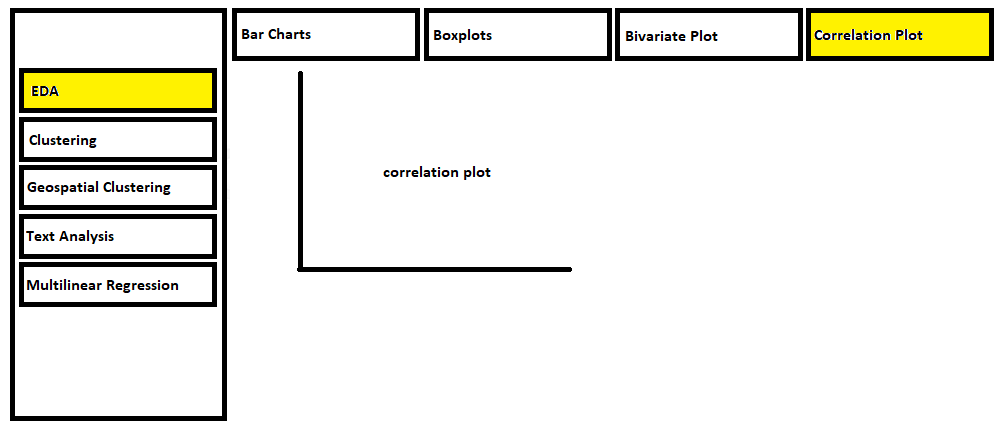 Bar Charts
Boxplots
Bivariate Plot
Correlation Plot
EDA
Clustering
Geospatial Clustering
Text Analysis
Multilinear Regression
correlation plot